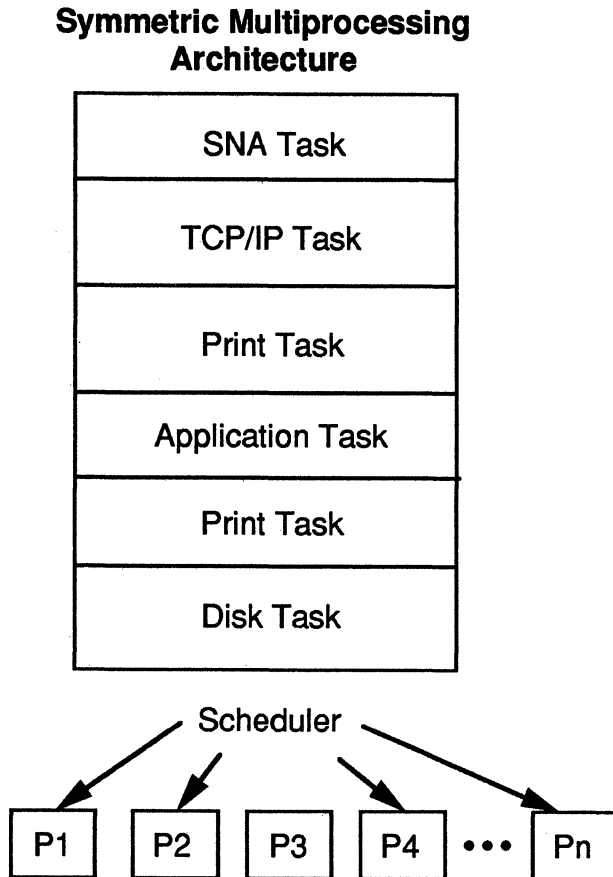 Symmetric Multiprocessing
Architecture
SNA Task
TCP/IP Task
Print Task
Application Task
Print Task
Disk Task
Scheduler
P1 P2 P3 P4 ••• Pn